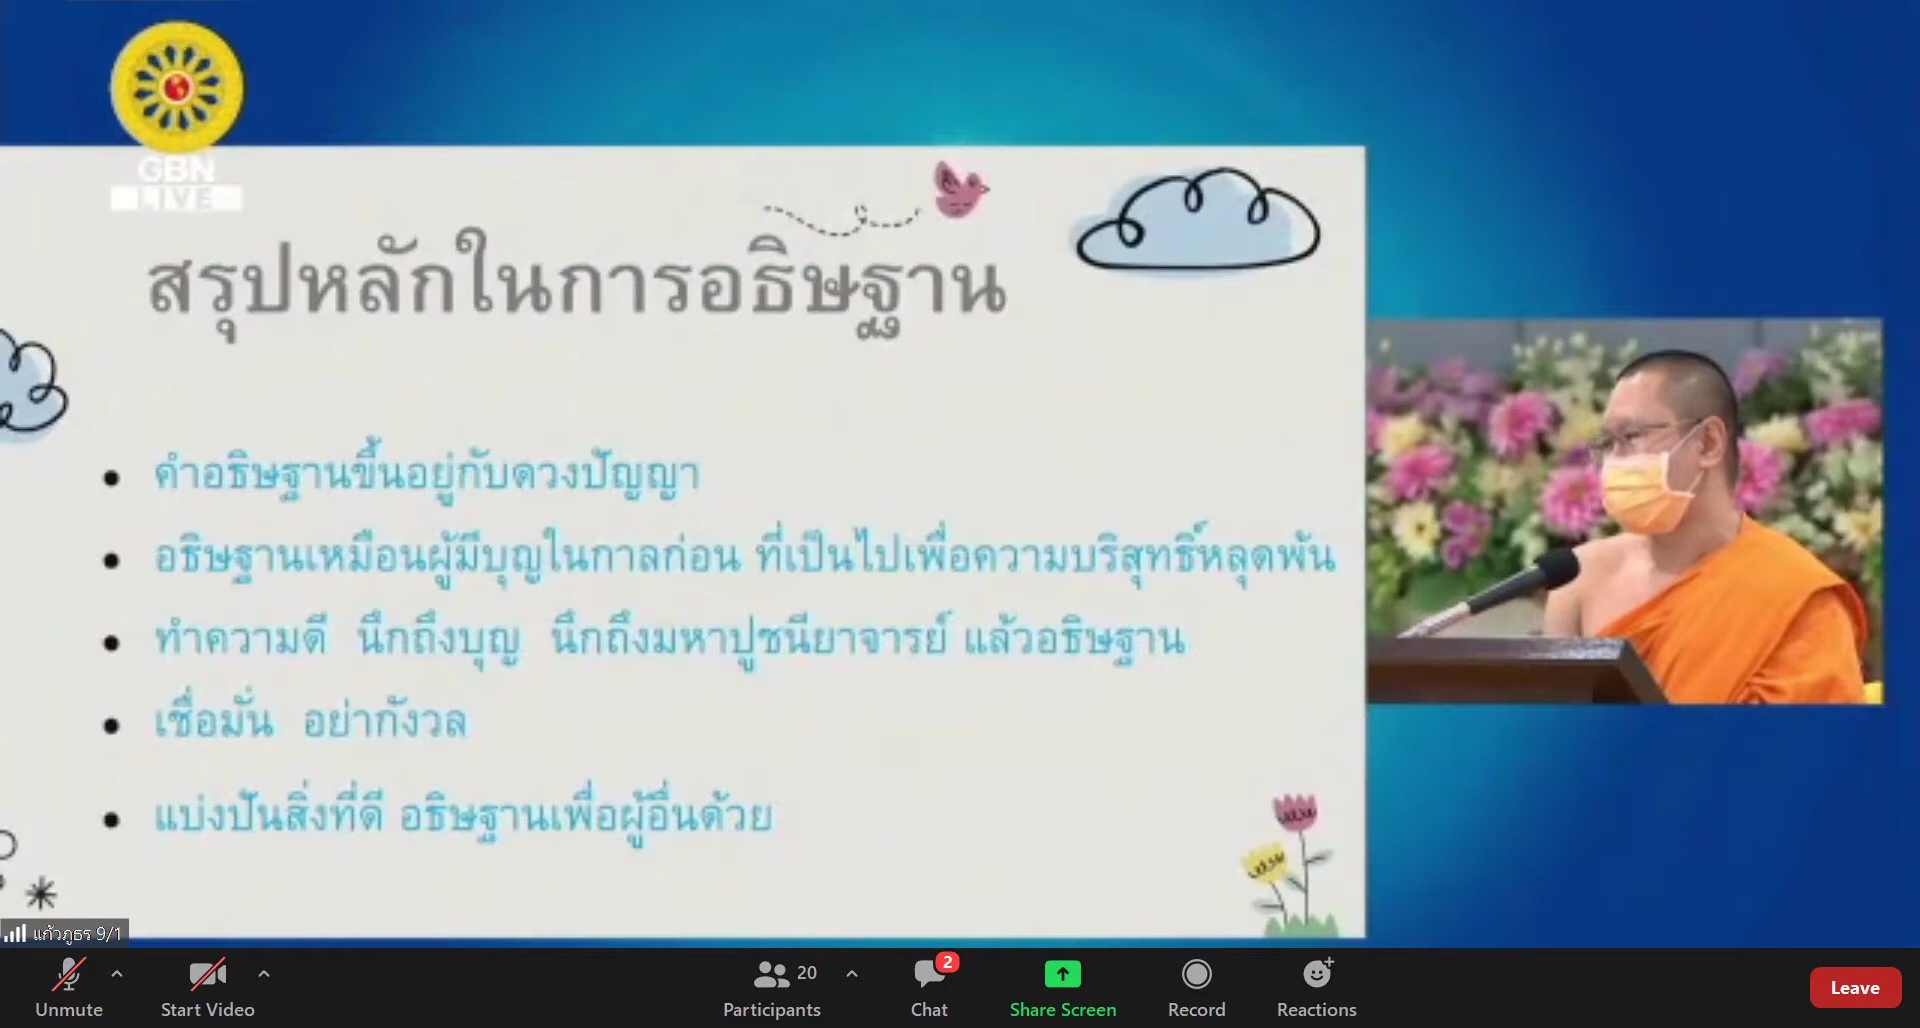 GBN
LIVE
สรุปหลักในการอธิษฐาน
• คำอธิษฐานขึ้นอยู่กับดวงปัญญา
• อธิษฐานเหมือนผู้มีบุญในกาลก่อน ที่เป็นไปเพื่อความบริสุทธิ์หลุดพ้น
• ทำความดี นึกถึงบุญ นึกถึงมหาปูชนียาจารย์ แล้วอธิษฐาน
• เชื่อมั่น อย่ากังวล
• แบ่งปันสิ่งที่ดี อธิษฐานเพื่อผู้อื่นด้วย
แก้วภูธร 9/1
Unmute
Start Video
20
Participants
2
Chat
Share Screen
Record
Reactions
Leave